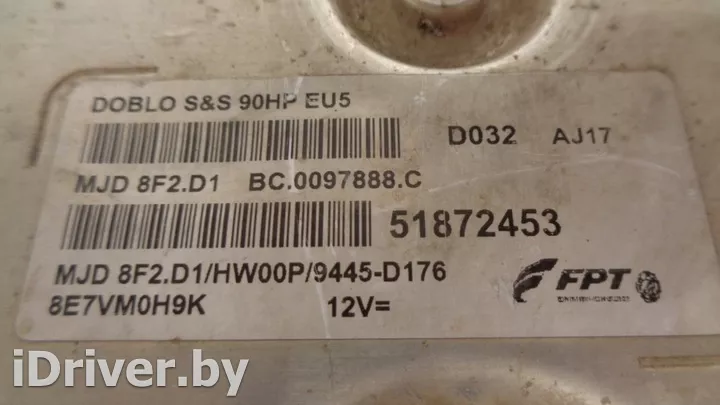 DOBLO S&S 90HP EU5
D032 AJ17
MJD 8F2.D1 BC.0097888.C
51872453
MJD 8F2.D1/HW00P/9445-D176
FPT
8E7VM0H9K 12V=
iDriver.by